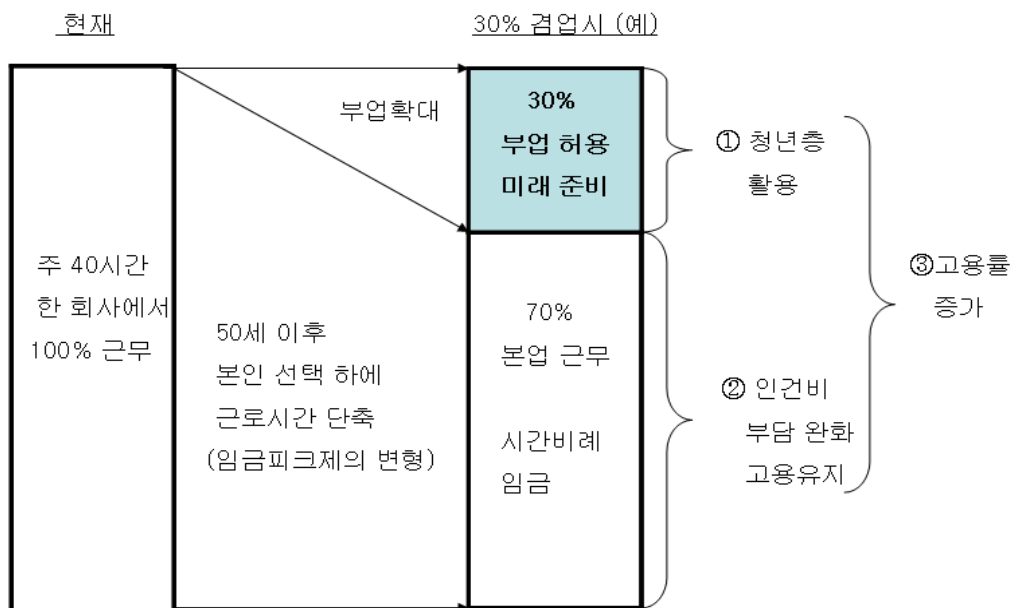 현재
30% 겸업시 (예)
부업확대
30%
부업 허용
미래 준비
① 청년층
활용
주 40시간
한 회사에서
100% 근무
50세 이후
본인 선택 하에
근로시간 단축
(임금피크제의 변형)
70%
본업 근무
시간비례
임금
② 인건비
부담 완화
고용유지
③고용률
증가